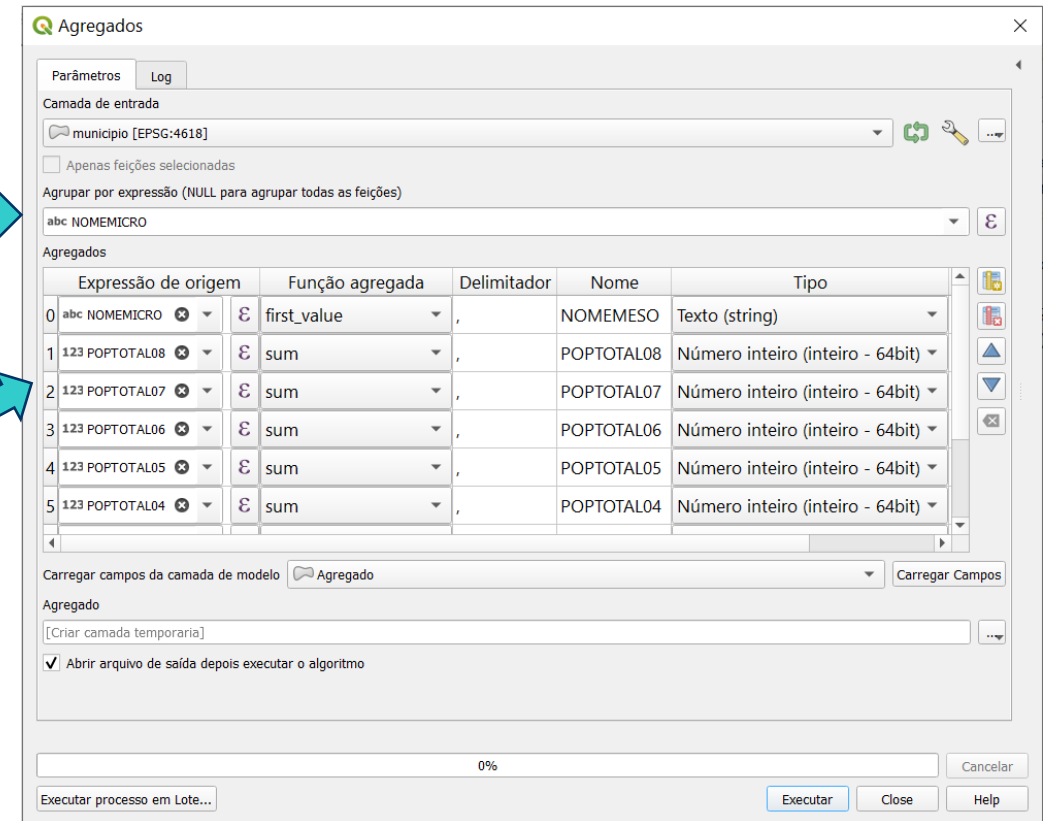 Agregados
Parâmetros Log
Camada de entrada
municipio [EPSG:4618]
...
Apenas feições selecionadas
Agrupar por expressão (NULL para agrupar todas as feições)
abc NOMEMICRO ε
Agregados
Expressão de origem Função agregada Delimitador Nome Tipo
0 abc NOMEMICRO ε first_value , NOMEMESO Texto (string)
1 123 POPTOTAL08 ε sum , POPTOTAL08 Número inteiro (inteiro - 64bit)
2 123 POPTOTAL07 ε sum , POPTOTAL07 Número inteiro (inteiro - 64bit)
3 123 POPTOTAL06 ε sum , POPTOTAL06 Número inteiro (inteiro - 64bit)
4 123 POPTOTAL05 ε sum , POPTOTAL05 Número inteiro (inteiro - 64bit)
5 123 POPTOTAL04 ε sum , POPTOTAL04 Número inteiro (inteiro - 64bit)
Carregar campos da camada de modelo Agregado Carregar Campos
Agregado
[Criar camada temporaria] ...
Abrir arquivo de saída depois executar o algoritmo
0% Cancelar
Executar processo em Lote... Executar Close Help